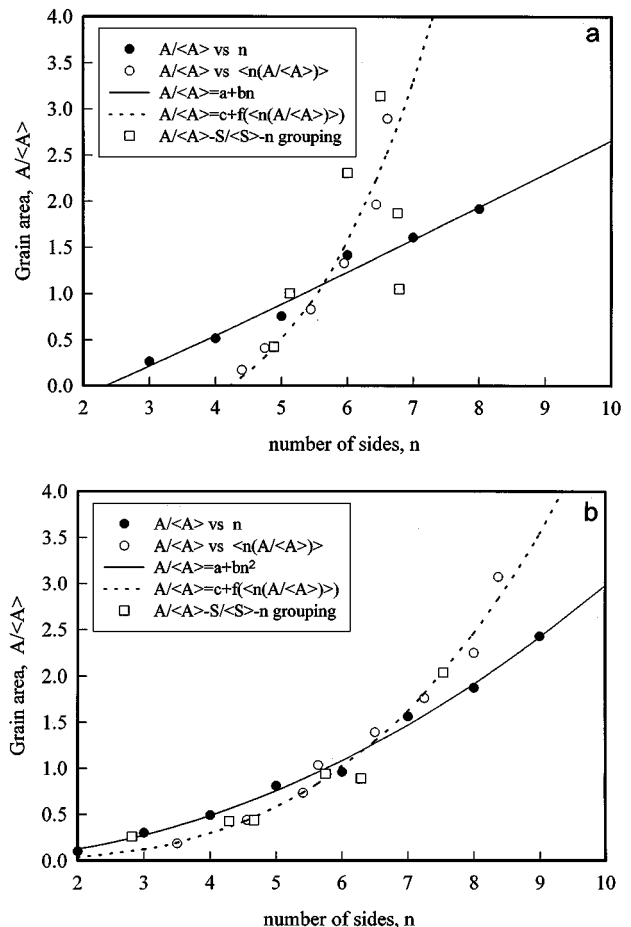 a
A/<A> vs n
A/<A> vs <n(A/<A>)>
A/<A>=a+bn
A/<A>=c+f(<n(A/<A>)>)
A/<A>-S/<S>-n grouping
Grain area, A/<A>
4.0
3.5
3.0
2.5
2.0
1.5
1.0
0.5
0.0
2 3 4 5 6 7 8 9 10
number of sides, n
b
A/<A> vs n
A/<A> vs <n(A/<A>)>
A/<A>=a+bn²
A/<A>=c+f(<n(A/<A>)>)
A/<A>-S/<S>-n grouping
Grain area, A/<A>
4.0
3.5
3.0
2.5
2.0
1.5
1.0
0.5
0.0
2 3 4 5 6 7 8 9 10
number of sides, n